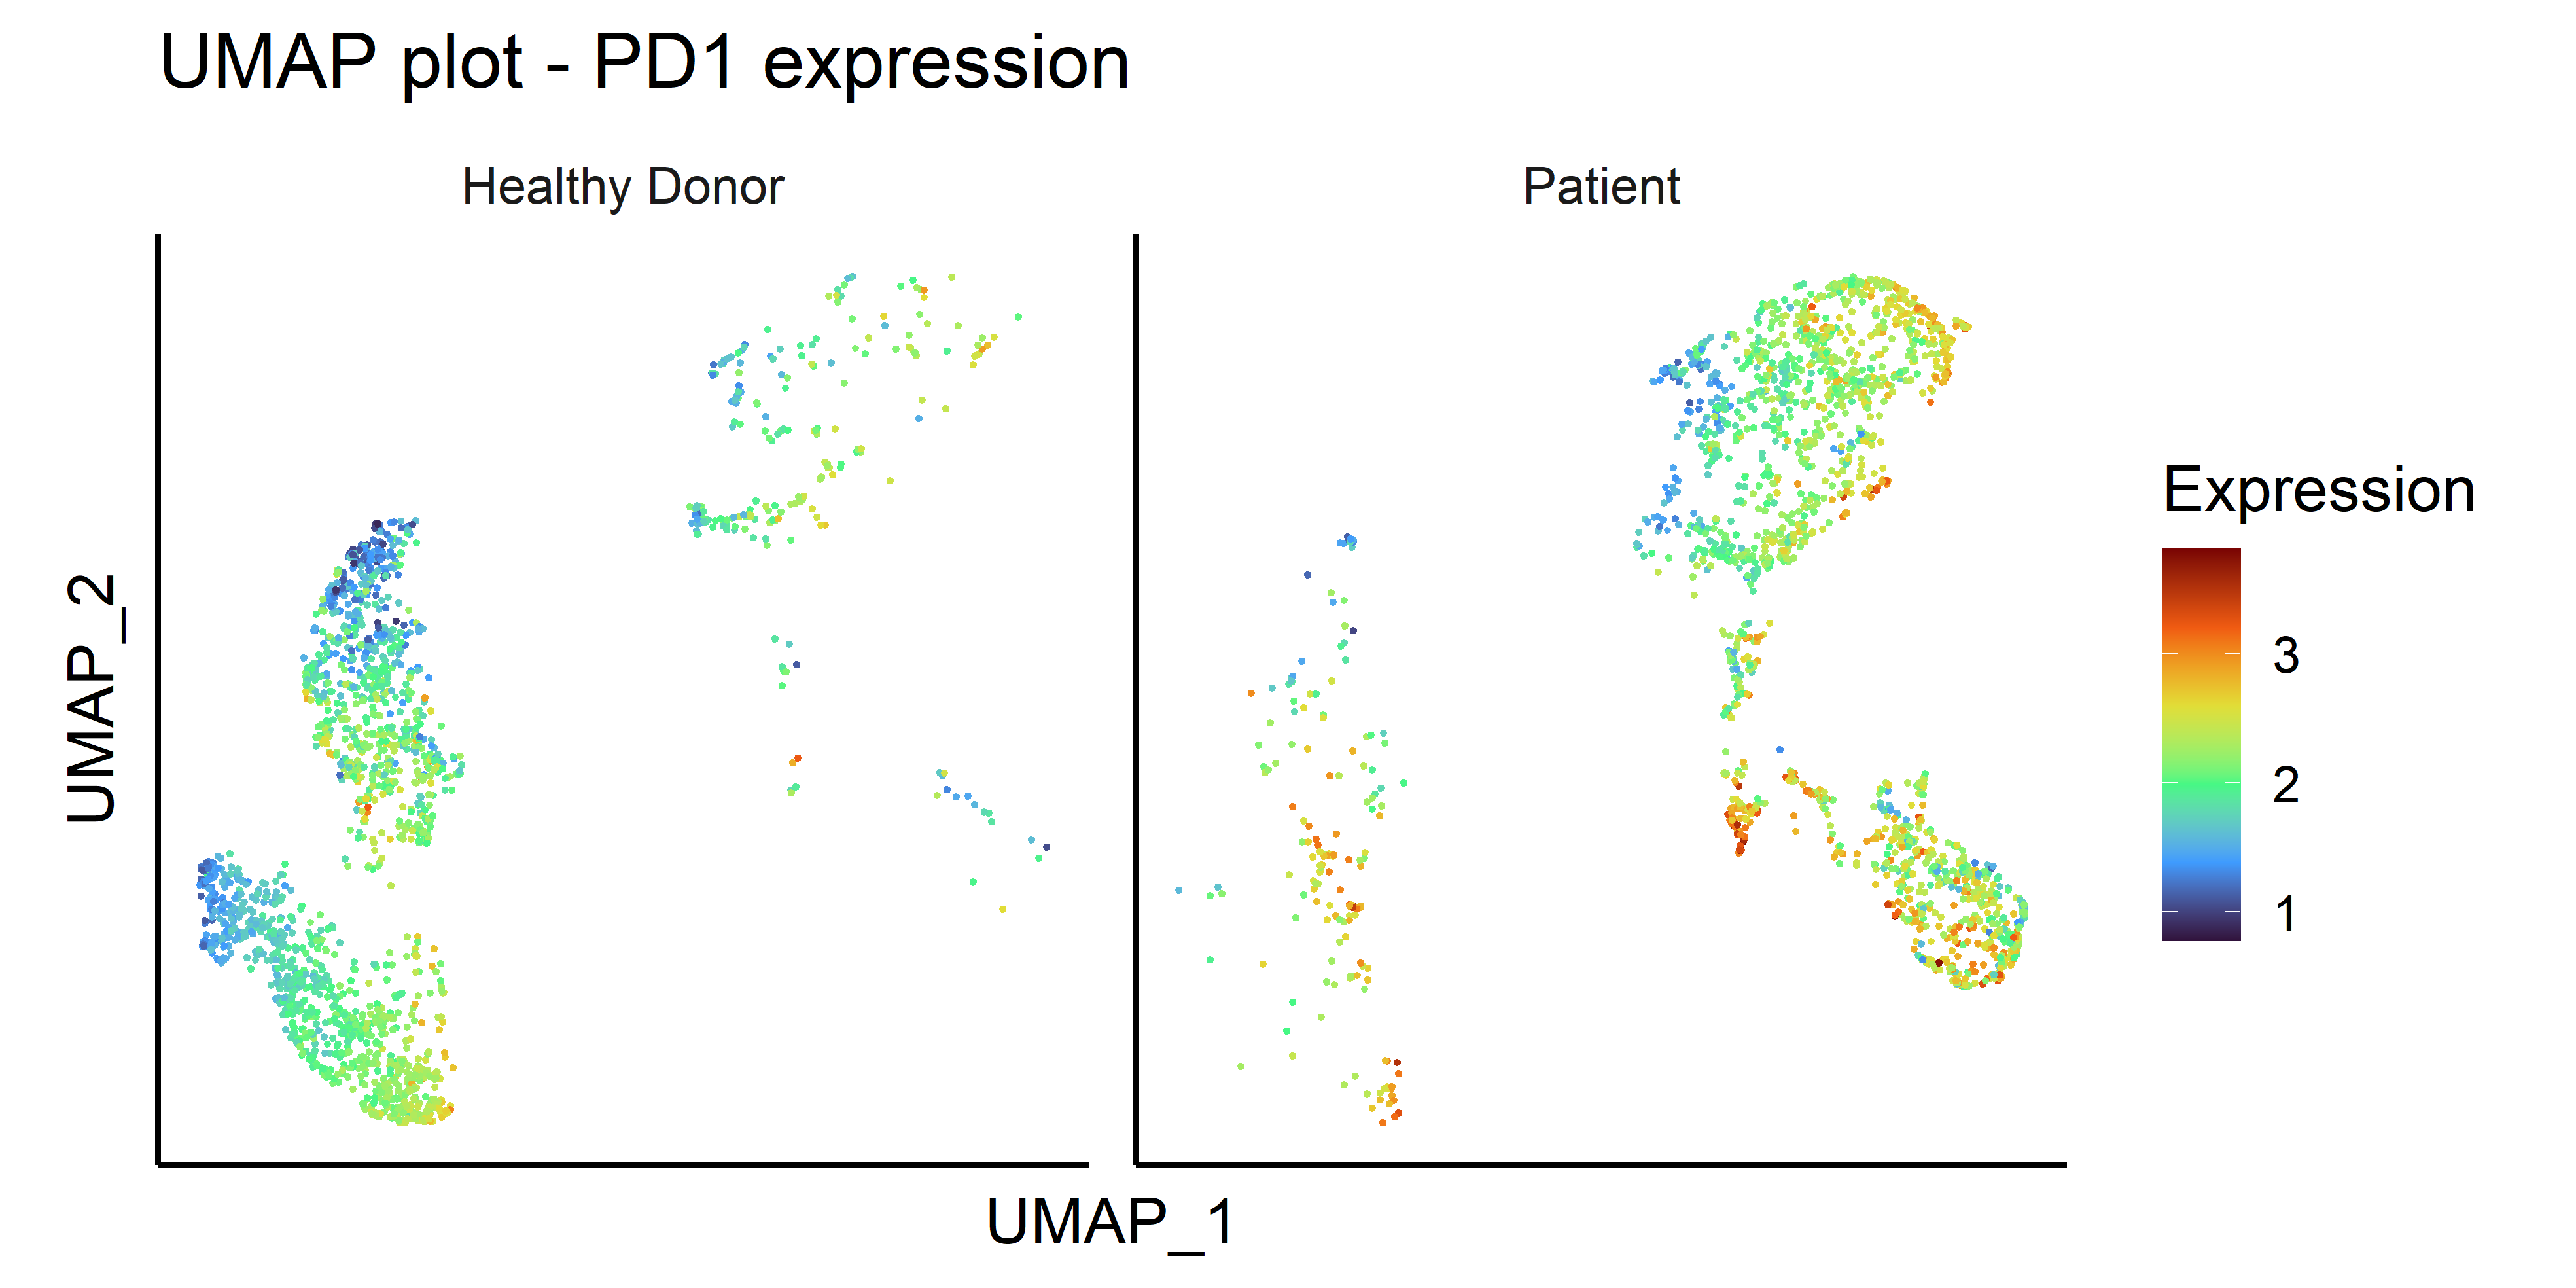 UMAP plot - PD1 expression
Healthy Donor
Patient
UMAP_2
UMAP_1
Expression
3
2
1